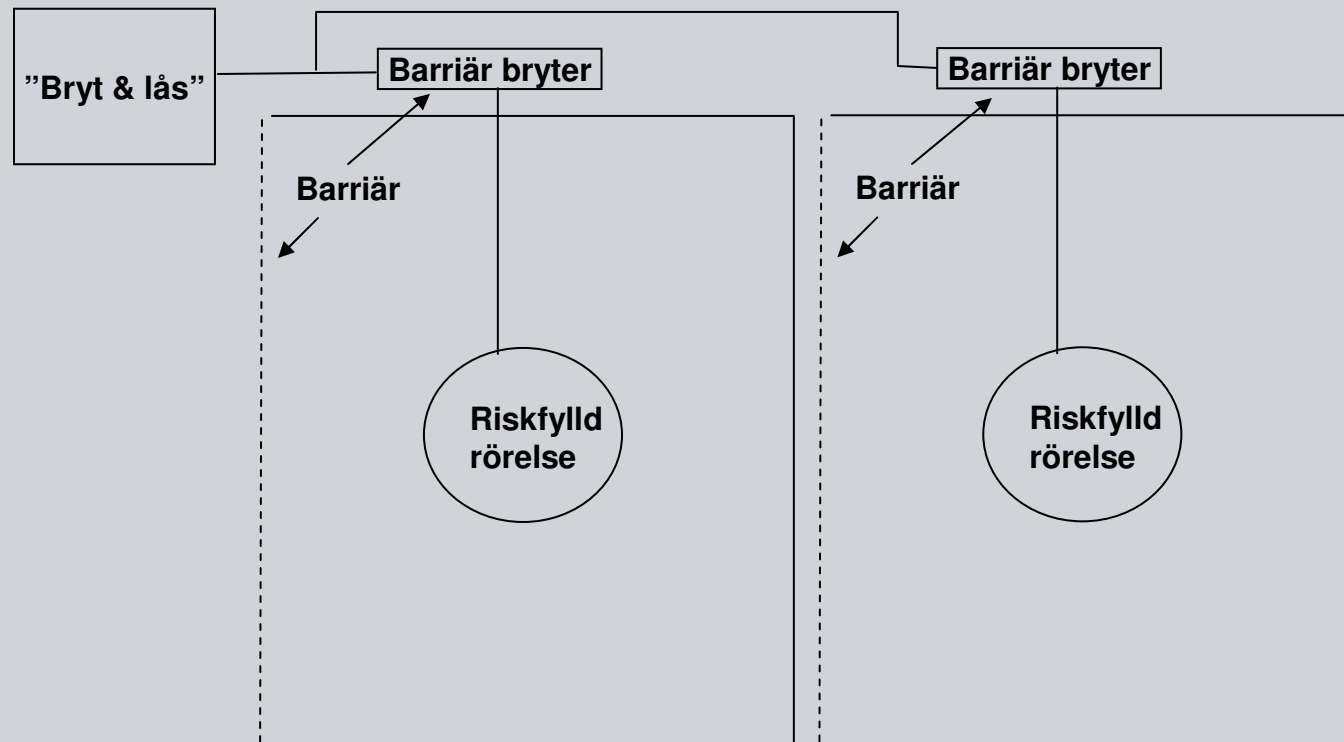 ”Bryt & lås”
Barriär bryter
Barriär bryter
Barriär
Barriär
Riskfylld
rörelse
Riskfylld
rörelse